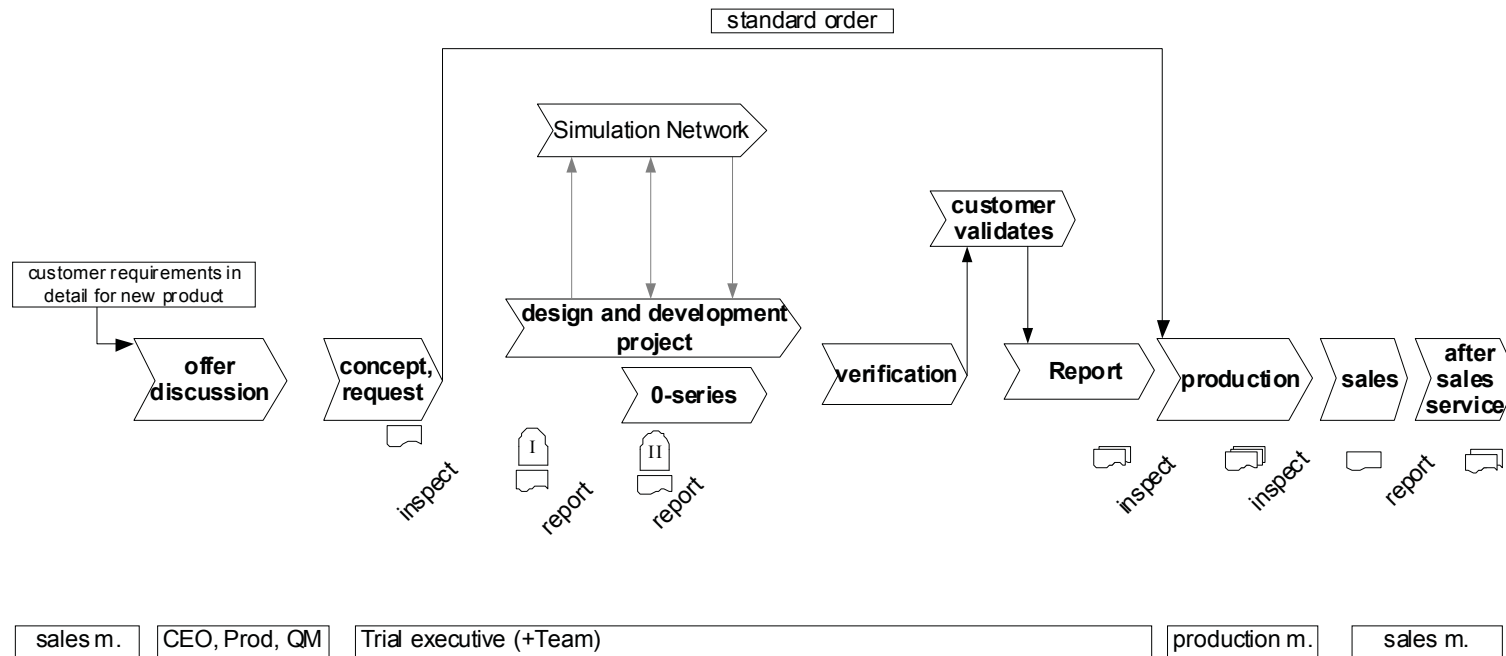 standard order
Simulation Network
customer
validates
customer requirements in
detail for new product
design and development
project
offer
discussion
concept,
request
0-series
verification
Report
production
sales
after
sales
service
I
II
inspect
report
report
inspect
inspect
report
sales m.
CEO, Prod, QM
Trial executive (+Team)
production m.
sales m.